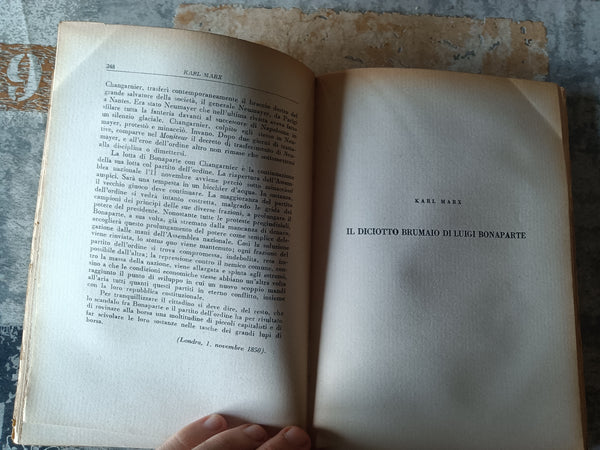 9
268
KARL MARX
Changarnier, trasferì contemporaneamente il braccio destro del
grande salvatore della società, il generale Neumayer, da Parigi
a Nantes. Era stato Neumayer che nell'ultima rivista aveva fatto
sfilare tutta la fanteria davanti al successore di Napoleone in
un silenzio glaciale. Changarnier, colpito egli stesso in Neu-
mayer, protestò e minacciò. Invano. Dopo due giorni di tratta-
tive, comparve nel Moniteur il decreto di trasferimento di Neu-
mayer, e all'eroe dell'ordine altro non rimase che sottomettersi
alla disciplina o dimettersi.
La lotta di Bonaparte con Changarnier è la continuazione
della sua lotta col partito dell'ordine. La riapertura dell'Assem-
blea nazionale l'11 novembre avviene perciò sotto auspici
Sarà una tempesta in un bicchier d'acqua. In sostanza,
il vecchio giuoco deve continuare. La maggioranza del partito
dell'ordine si vedrà intanto costretta, malgrado le grida dei
campioni dei princìpi delle sue diverse frazioni, a prolungare il
potere del presidente. Nonostante tutte le proteste pregiudiziali,
Bonaparte, a sua volta, già piegato dalla mancanza di denaro,
accoglierà questo prolungamento del potere come semplice delega-
zione dalle mani dell'Assemblea nazionale. Così la soluzione
viene rinviata, lo status quo viene mantenuto; ogni frazione del
partito dell'ordine si trova compromessa, indebolita, resa im-
possibile dall'altra; la repressione contro il nemico comune, con-
tro la massa della nazione, viene allargata e spinta agli estremi,
sino a che le condizioni economiche stesse abbiano un'altra volta
raggiunto il punto di sviluppo in cui un nuovo scoppio mandi
all'aria tutti quanti questi partiti in eterno conflitto, insieme
con la loro repubblica costituzionale.
Per tranquillizzare il cittadino si deve dire, del resto, che
lo scandalo fra Bonaparte e il partito dell'ordine ha per risultato
di rovinare alla borsa una moltitudine di piccoli capitalisti e di
far scivolare le loro sostanze nelle tasche dei grandi lupi di
borsa.
(Londra, 1. novembre 1850).
KARL MARX
IL DICIOTTO BRUMAIO DI LUIGI BONAPARTE